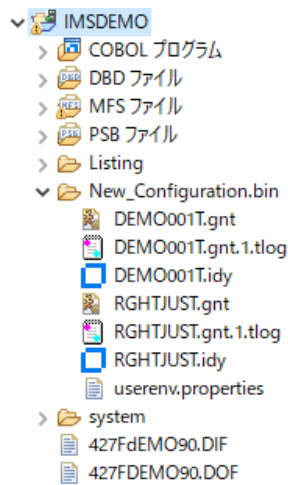 IMSDEMO
COBOL プログラム
DBD ファイル
MFS ファイル
PSB ファイル
Listing
New_Configuration.bin
DEMO001T.gnt
DEMO001T.gnt.1.tlog
DEMO001T.idy
RGHTJUST.gnt
RGHTJUST.gnt.1.tlog
RGHTJUST.idy
userenv.properties
system
427FdEMO90.DIF
427FDEMO90.DOF